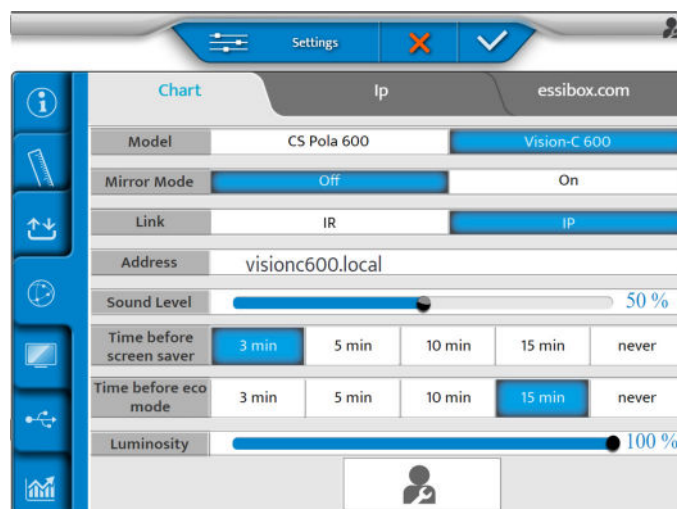 Settings
Chart Ip essibox.com
Model CS Pola 600 Vision-C 600
Mirror Mode Off On
Link IR IP
Address visionc600.local
Sound Level 50 %
Time before
screen saver 3 min 5 min 10 min 15 min never
Time before eco
mode 3 min 5 min 10 min 15 min never
Luminosity 100 %